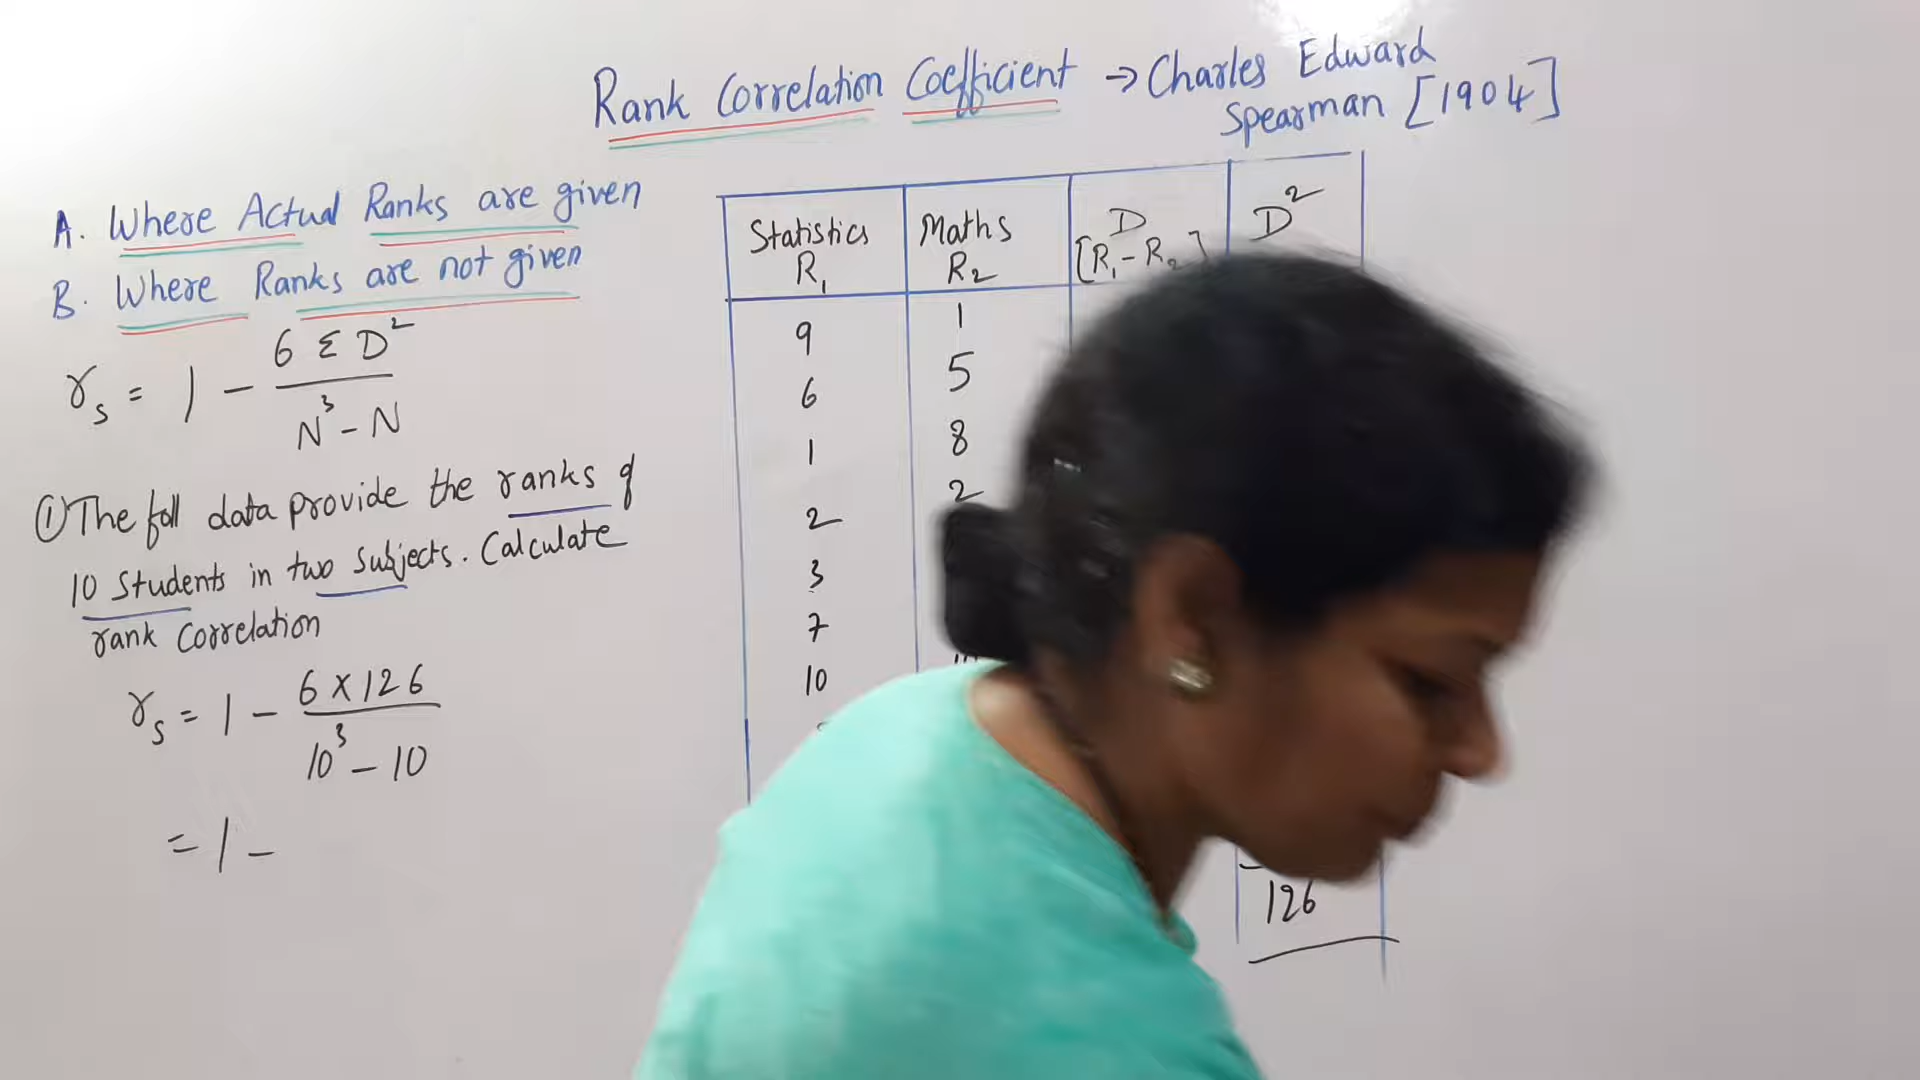 Rank Correlation Coefficient → Charles Edward
Spearman [1904]
A. Where Actual Ranks are given
B. Where Ranks are not given
r_s = 1 - 6 Σ D² / N³ - N
① The foll data provide the ranks of
10 Students in two Subjects. Calculate
rank Correlation
r_s = 1 - 6 X 126 / 10³ - 10
= 1 -
Statistics R₁ Maths R₂ D [R₁ - R₂] D²
9 1
6 5
1 8
2 2
3
7
10
126